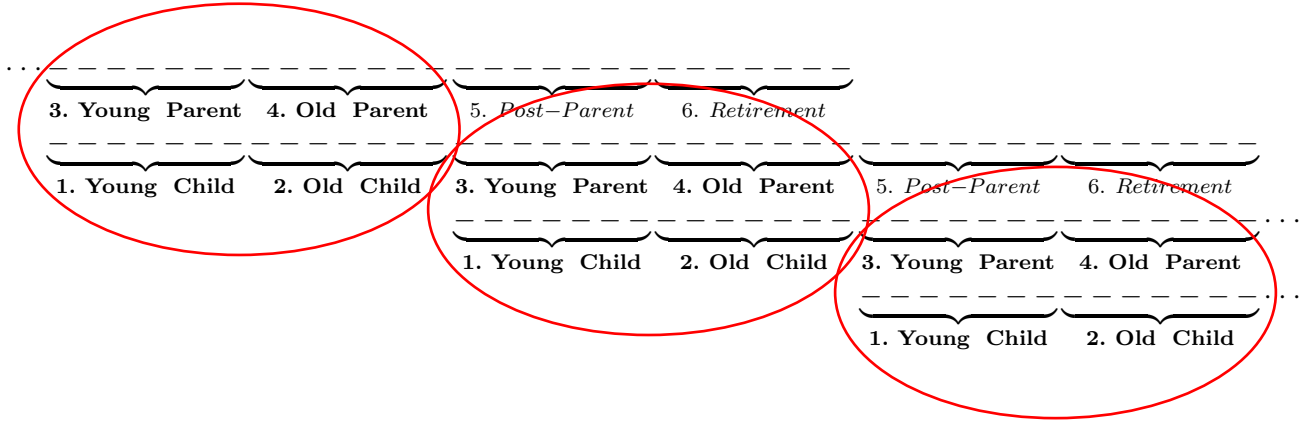 3. Young Parent 4. Old Parent 5. Post−Parent 6. Retirement
1. Young Child 2. Old Child 3. Young Parent 4. Old Parent 5. Post−Parent 6. Retirement
1. Young Child 2. Old Child 3. Young Parent 4. Old Parent
1. Young Child 2. Old Child